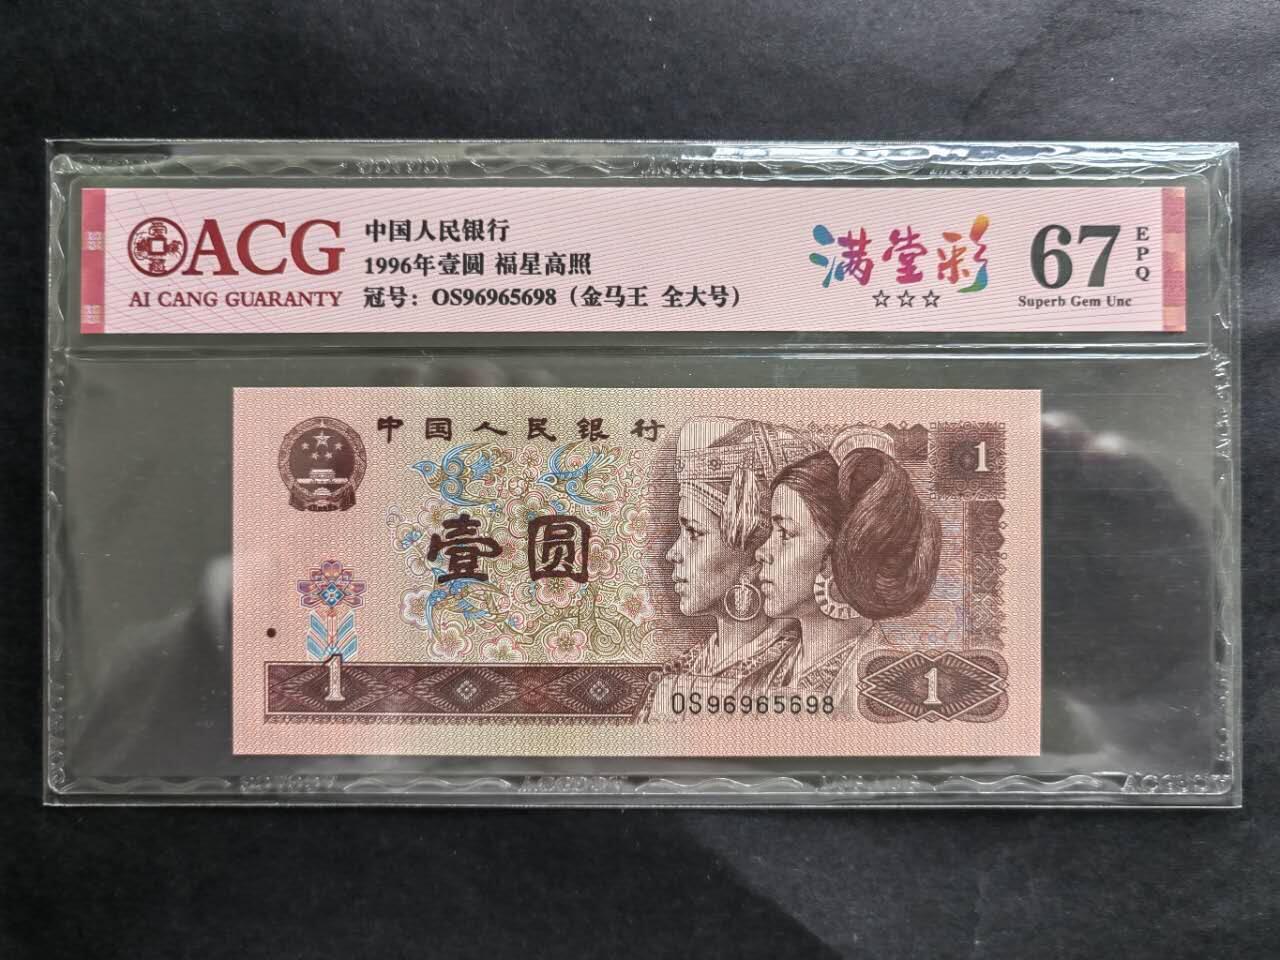 ACG
AI CANG GUARANTY
中国人民银行
1996年壹圆 福星高照
冠号：OS96965698（金马王 全大号）
满堂彩
☆☆☆
67
EPQ
Superb Gem Unc
中国人民银行
1
壹圆
1
OS96965698
1